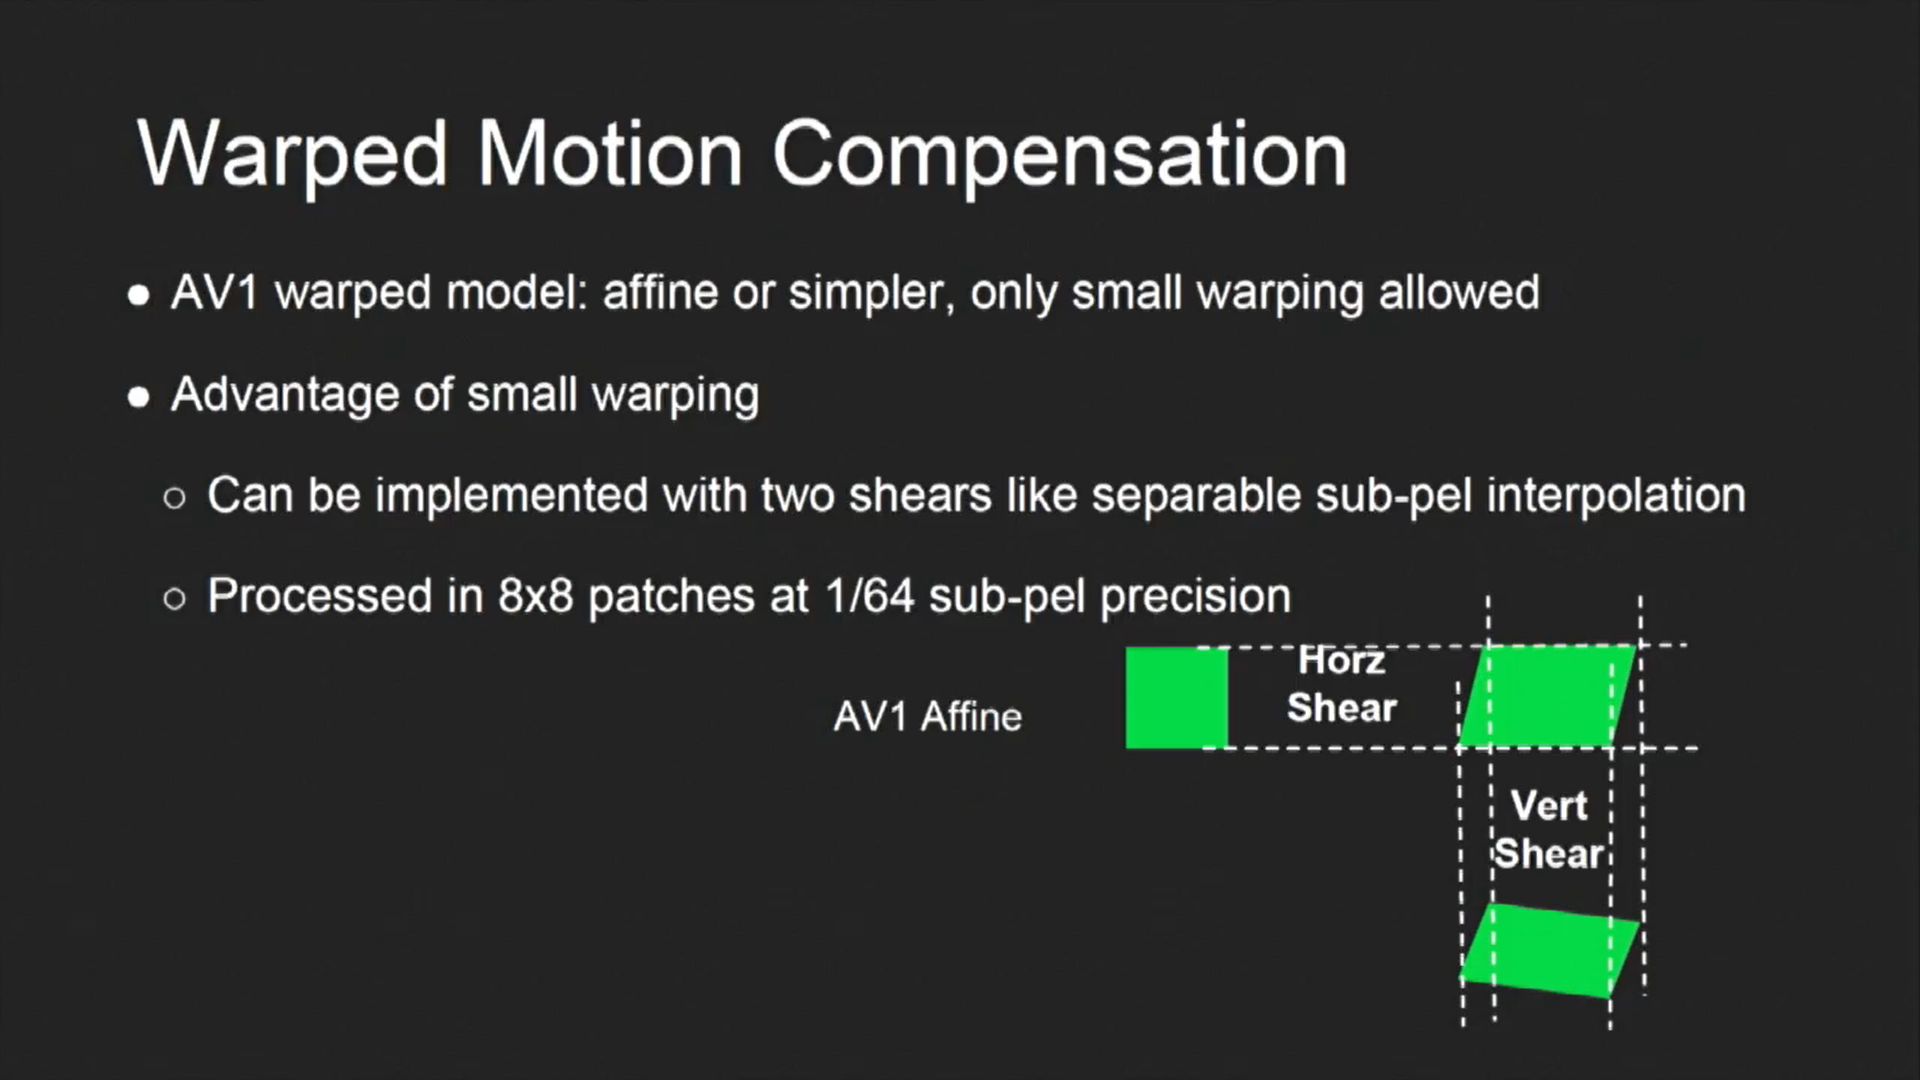 Warped Motion Compensation
● AV1 warped model: affine or simpler, only small warping allowed
● Advantage of small warping
○ Can be implemented with two shears like separable sub-pel interpolation
○ Processed in 8x8 patches at 1/64 sub-pel precision
Horz
Shear
AV1 Affine
Vert
Shear